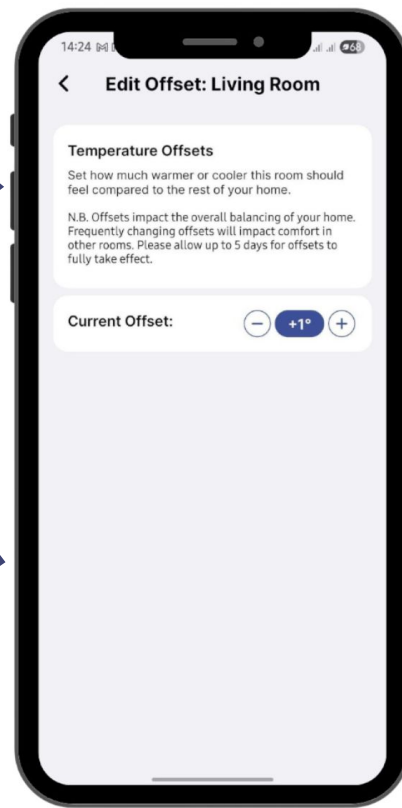 14:24
Edit Offset: Living Room
Temperature Offsets
Set how much warmer or cooler this room should
feel compared to the rest of your home.
N.B. Offsets impact the overall balancing of your home.
Frequently changing offsets will impact comfort in
other rooms. Please allow up to 5 days for offsets to
fully take effect.
Current Offset:
− +1° +